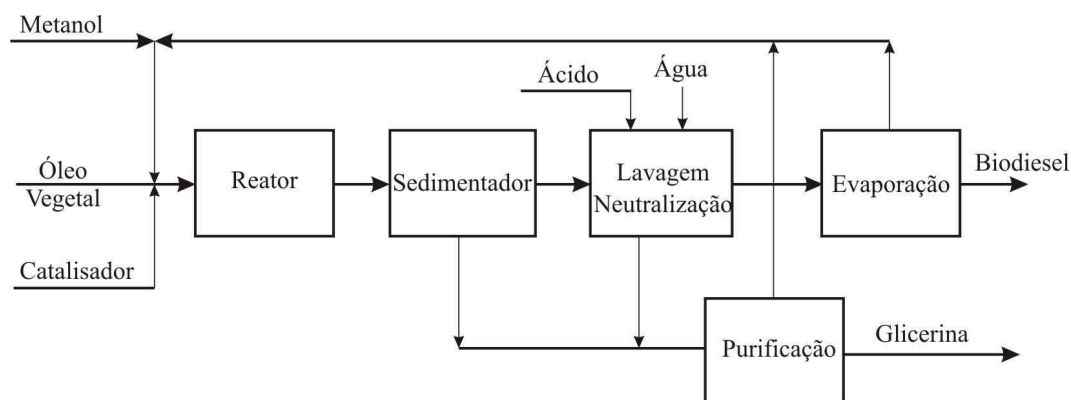 Metanol
Ácido
Água
Óleo
Vegetal
Reator
Sedimentador
Lavagem
Neutralização
Evaporação
Biodiesel
Catalisador
Purificação
Glicerina